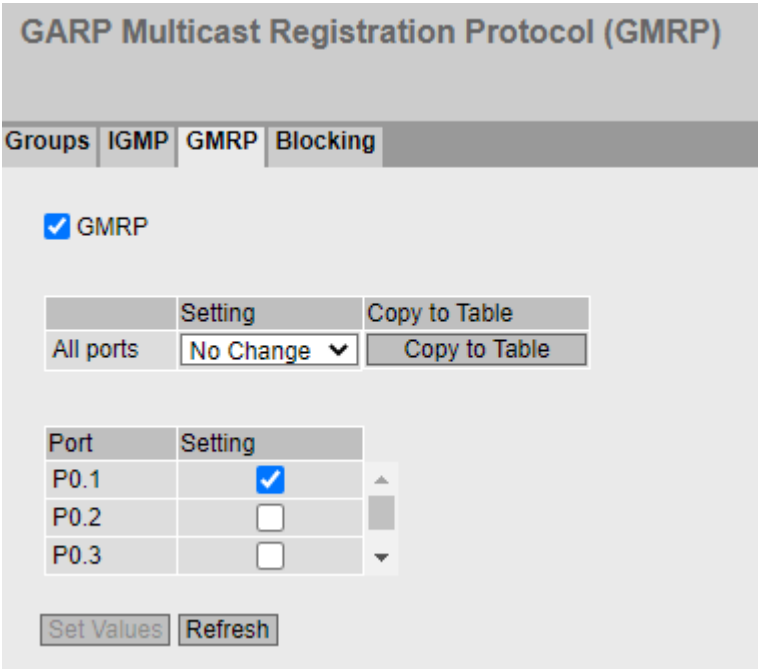 GARP Multicast Registration Protocol (GMRP)
Groups IGMP GMRP Blocking
GMRP
Setting Copy to Table
All ports No Change Copy to Table
Port Setting
P0.1
P0.2
P0.3
Set Values Refresh